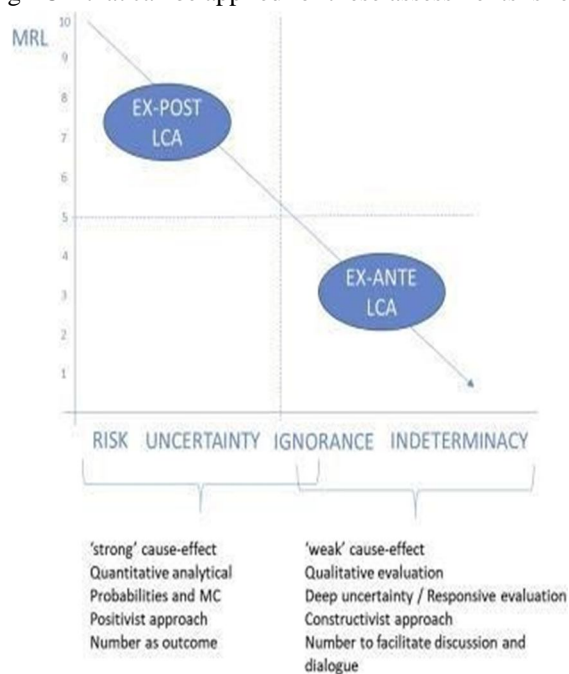 MRL
10
9
8
EX-POST
LCA
7
6
5
4
EX-ANTE
LCA
3
2
1
RISK UNCERTAINTY IGNORANCE INDETERMINACY
'strong' cause-effect
Quantitative analytical
Probabilities and MC
Positivist approach
Number as outcome
'weak' cause-effect
Qualitative evaluation
Deep uncertainty / Responsive evaluation
Constructivist approach
Number to facilitate discussion and
dialogue